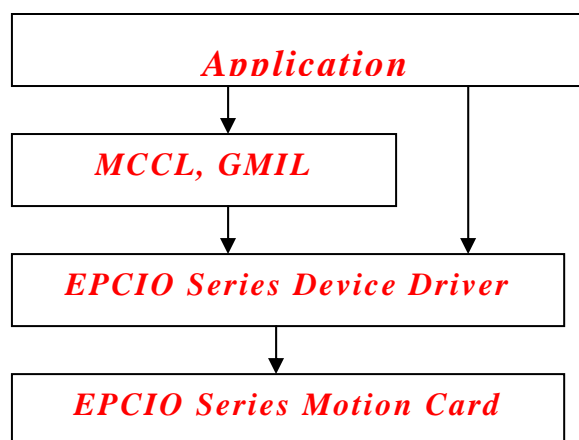 Application
MCCL, GMIL
EPCIO Series Device Driver
EPCIO Series Motion Card